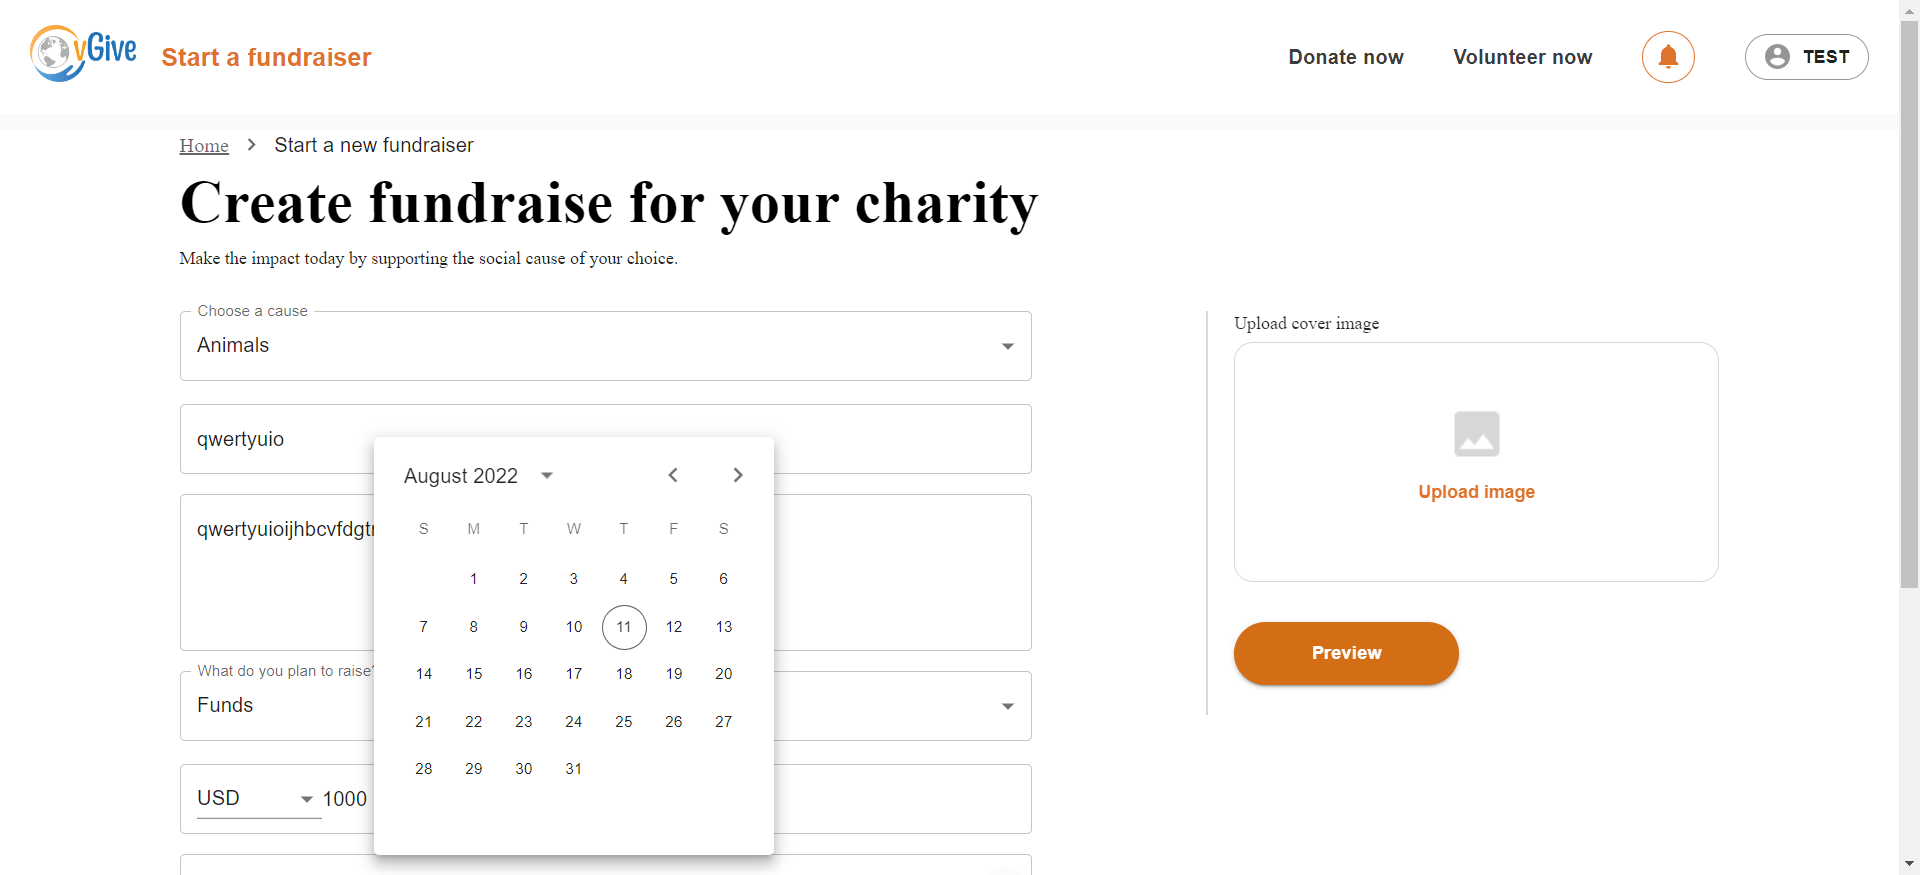 vGive
Start a fundraiser
Donate now
Volunteer now
TEST
Home
Start a new fundraiser
Create fundraise for your charity
Make the impact today by supporting the social cause of your choice.
Choose a cause
Animals
qwertyuio
qwertyuioijhbcvfdgtr
What do you plan to raise?
Funds
USD 1000
August 2022
S M T W T F S
1 2 3 4 5 6
7 8 9 10 11 12 13
14 15 16 17 18 19 20
21 22 23 24 25 26 27
28 29 30 31
Upload cover image
Upload image
Preview